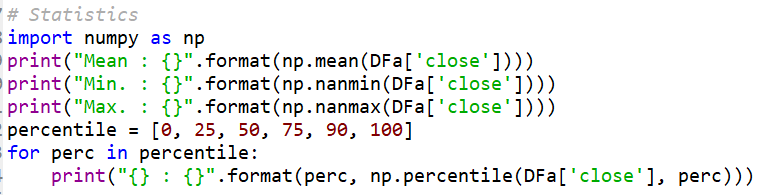 # Statistics
import numpy as np
print("Mean : {}".format(np.mean(DFa['close'])))
print("Min. : {}".format(np.nanmin(DFa['close'])))
print("Max. : {}".format(np.nanmax(DFa['close'])))
percentile = [0, 25, 50, 75, 90, 100]
for perc in percentile:
    print("{} : {}".format(perc, np.percentile(DFa['close'], perc)))